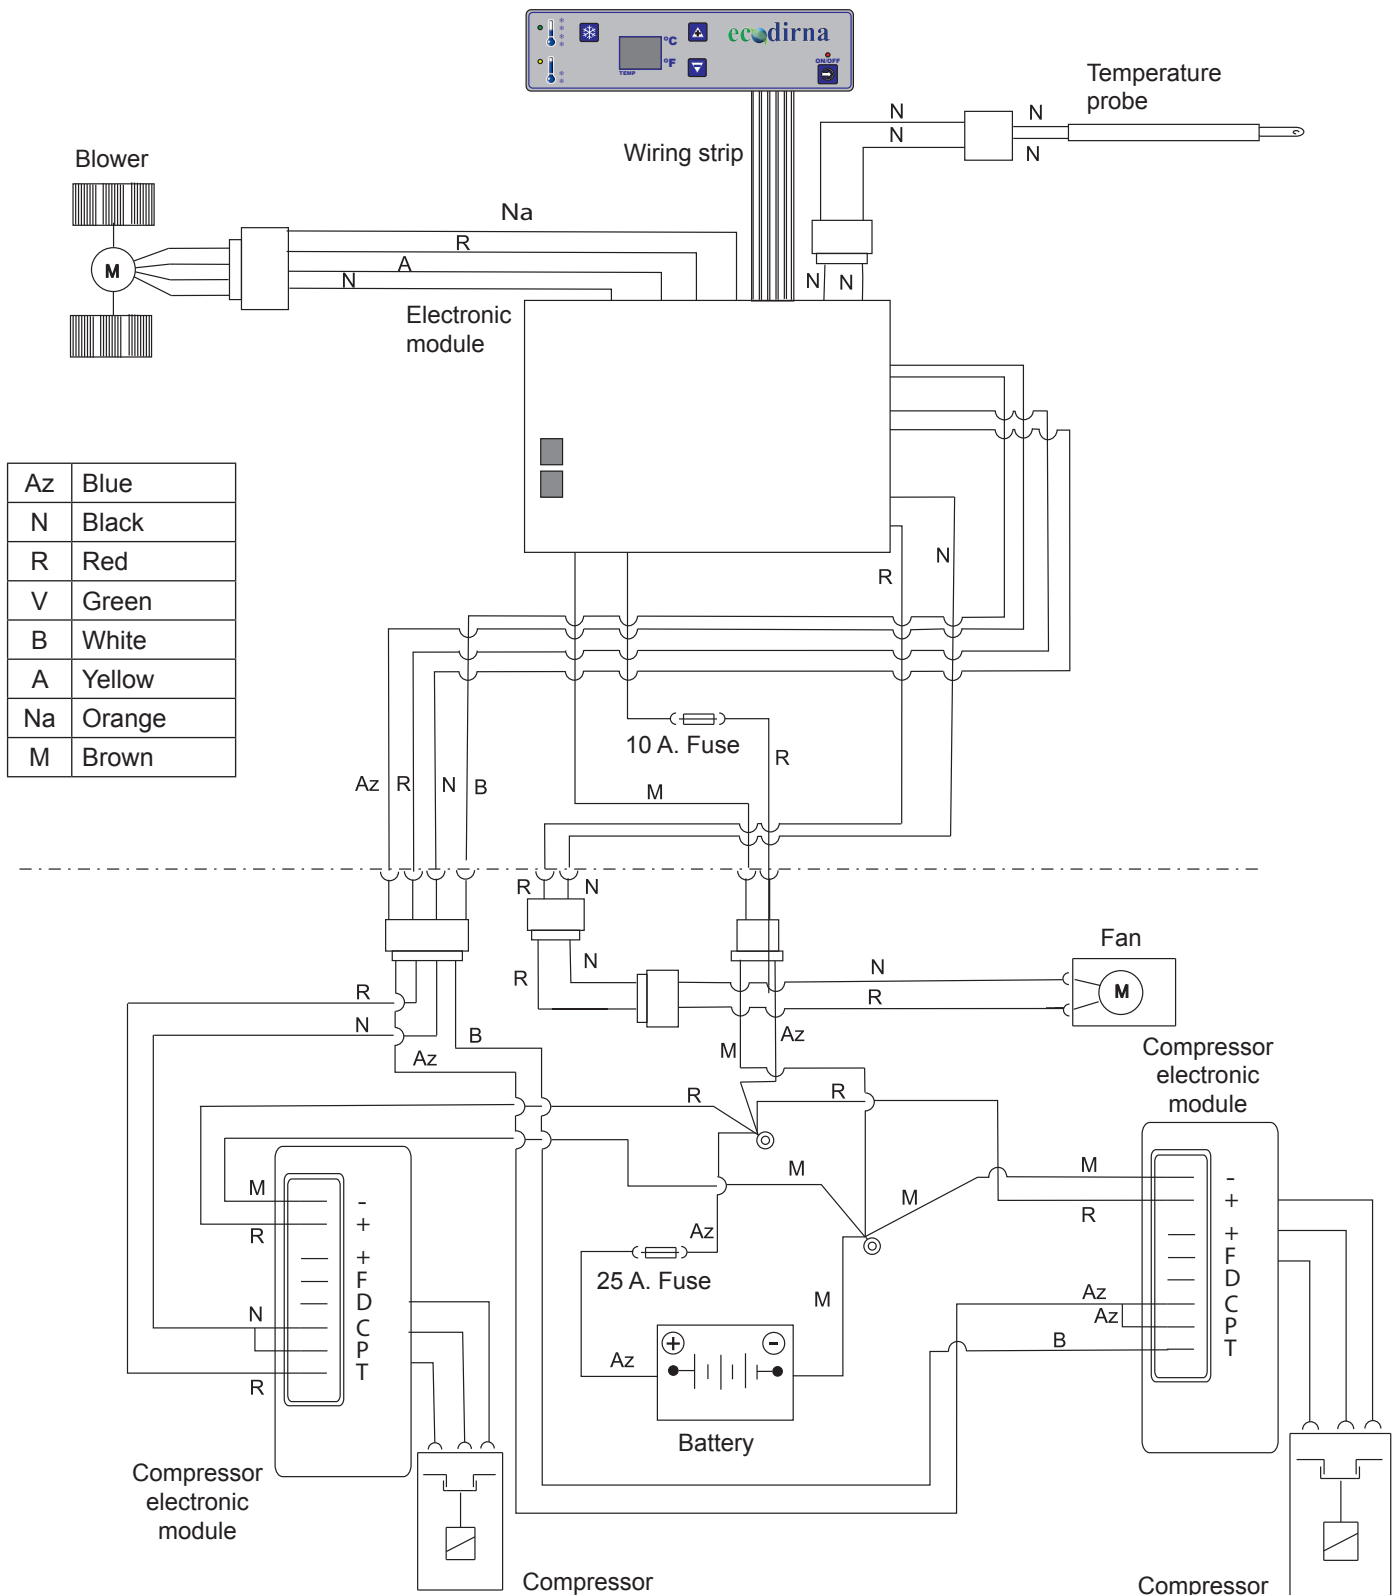 ecodirna
°C
°F
TEMP
ON/OFF
Temperature
probe
N
N
N
N
Wiring strip
Blower
M
Na
R
A
N
N
N
Electronic
module
Az Blue
N Black
R Red
V Green
B White
A Yellow
Na Orange
M Brown
R
N
10 A. Fuse
R
Az
R
N
B
M
R
N
Fan
M
R
N
N
R
R
N
B
Az
M
Az
Compressor
electronic
module
R
R
M
M
M
R
-
+
+
F
D
C
P
T
Az
Az
B
M
R
-
+
+
F
D
C
P
T
N
R
Az
25 A. Fuse
M
Az
+
-
Battery
Compressor
electronic
module
Compressor
Compressor